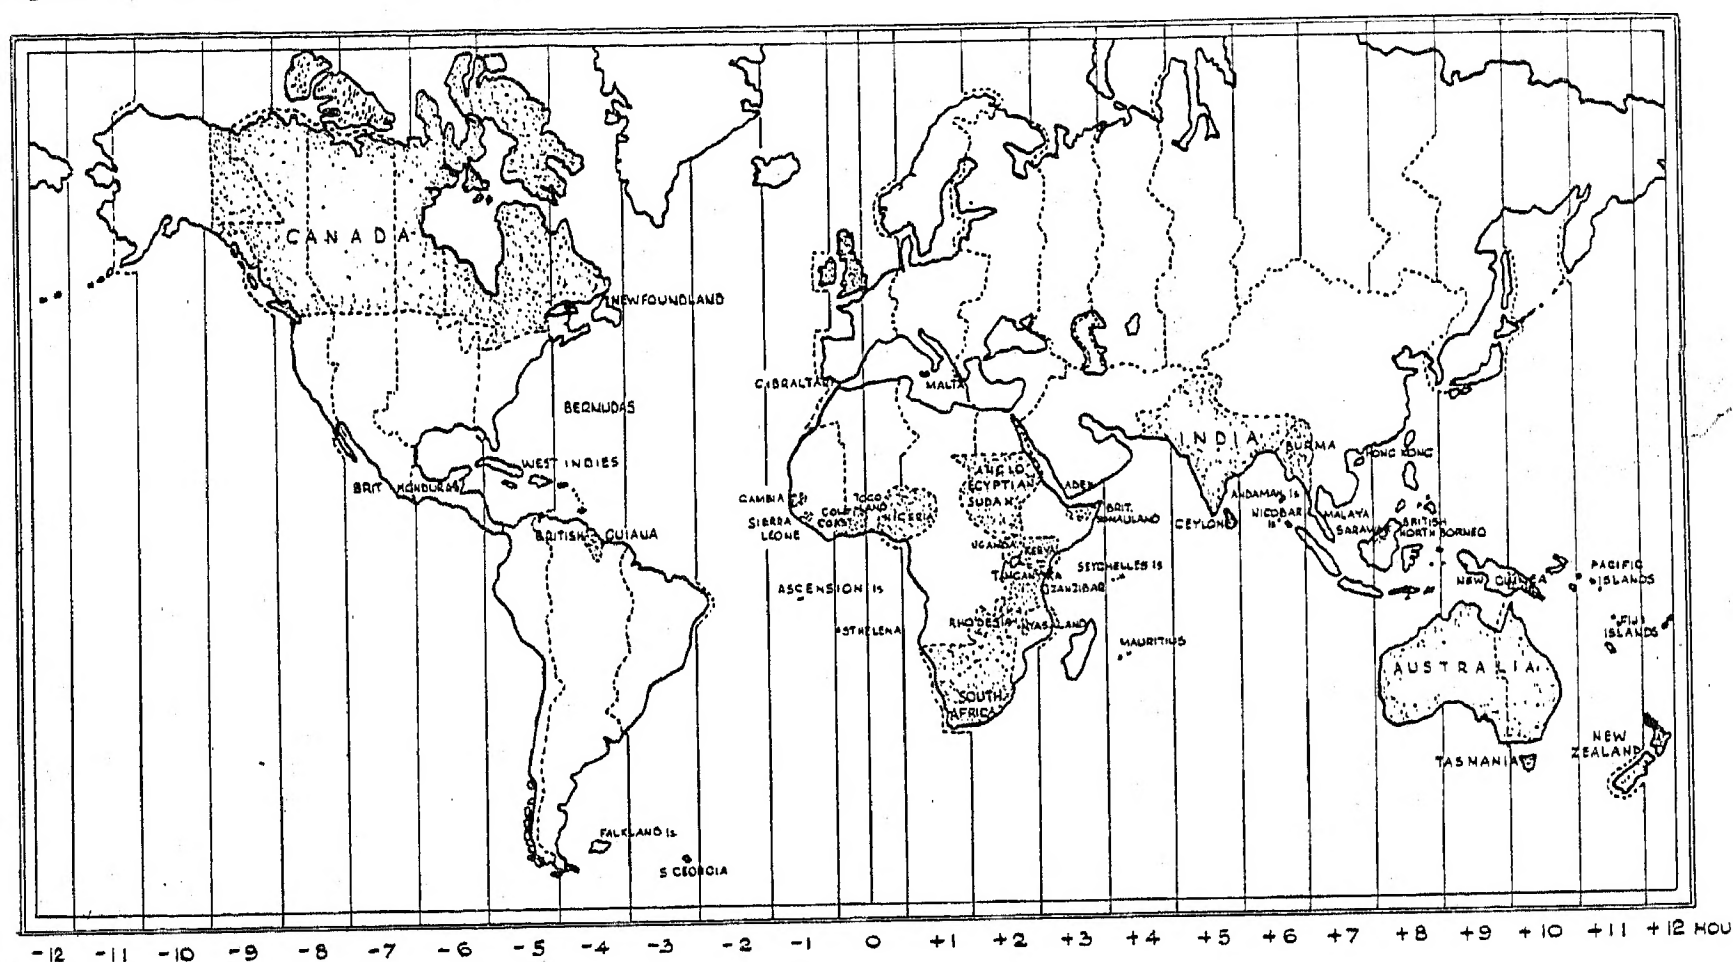 CANADA
NEWFOUNDLAND
BERMUDAS
WEST INDIES
BRIT. HONDURAS
BRITISH GUIANA
FALKLAND Is
S GEORGIA
GIBRALTAR
MALTA
GAMBIA
SIERRA
LEONE
GOLD
COAST
TOGO
LAND
NIGERIA
ANGLO
EGYPTIAN
SUDAN
ADEN
BRIT.
SOMALILAND
UGANDA
KENYA
TANGANYIKA
ZANZIBAR
SEYCHELLES Is
ASCENSION Is
ST HELENA
RHODESIA
NYASALAND
MAURITIUS
SOUTH
AFRICA
INDIA
BURMA
HONG KONG
ANDAMAN Is
NICOBAR
Is
CEYLON
MALAYA
SARAWAK
BRITISH
NORTH BORNEO
NEW GUINEA
PACIFIC
ISLANDS
FIJI
ISLANDS
AUSTRALIA
TASMANIA
NEW
ZEALAND
-12 -11 -10 -9 -8 -7 -6 -5 -4 -3 -2 -1 0 +1 +2 +3 +4 +5 +6 +7 +8 +9 +10 +11 +12 HOU